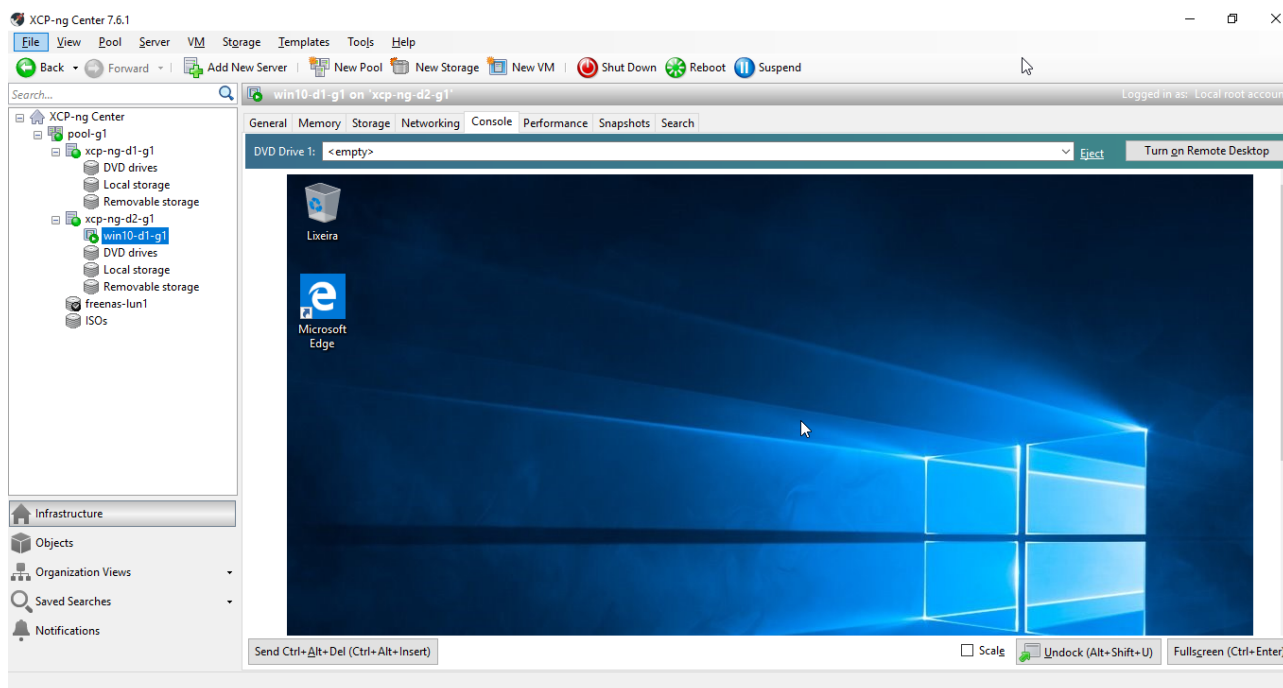 XCP-ng Center 7.6.1
File View Pool Server VM Storage Templates Tools Help
Back Forward Add New Server New Pool New Storage New VM Shut Down Reboot Suspend
Search...
win10-d1-g1 on 'xcp-ng-d2-g1'
Logged in as: Local root accoun
XCP-ng Center
pool-g1
xcp-ng-d1-g1
DVD drives
Local storage
Removable storage
xcp-ng-d2-g1
win10-d1-g1
DVD drives
Local storage
Removable storage
freenas-lun1
ISOs
General Memory Storage Networking Console Performance Snapshots Search
DVD Drive 1: <empty> Eject Turn on Remote Desktop
Lixeira
Microsoft
Edge
Infrastructure
Objects
Organization Views
Saved Searches
Notifications
Send Ctrl+Alt+Del (Ctrl+Alt+Insert) Scale Undock (Alt+Shift+U) Fullscreen (Ctrl+Enter)